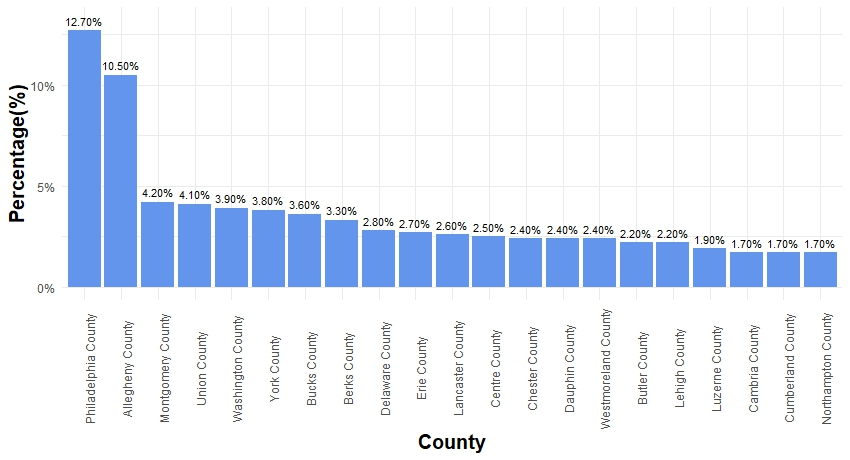 12.70%
10.50%
4.20%
4.10%
3.90%
3.80%
3.60%
3.30%
2.80%
2.70%
2.60%
2.50%
2.40%
2.40%
2.40%
2.20%
2.20%
1.90%
1.70%
1.70%
1.70%
Percentage(%)
10%
5%
0%
Philadelphia County
Allegheny County
Montgomery County
Union County
Washington County
York County
Bucks County
Berks County
Delaware County
Erie County
Lancaster County
Centre County
Chester County
Dauphin County
Westmoreland County
Butler County
Lehigh County
Luzerne County
Cambria County
Cumberland County
Northampton County
County